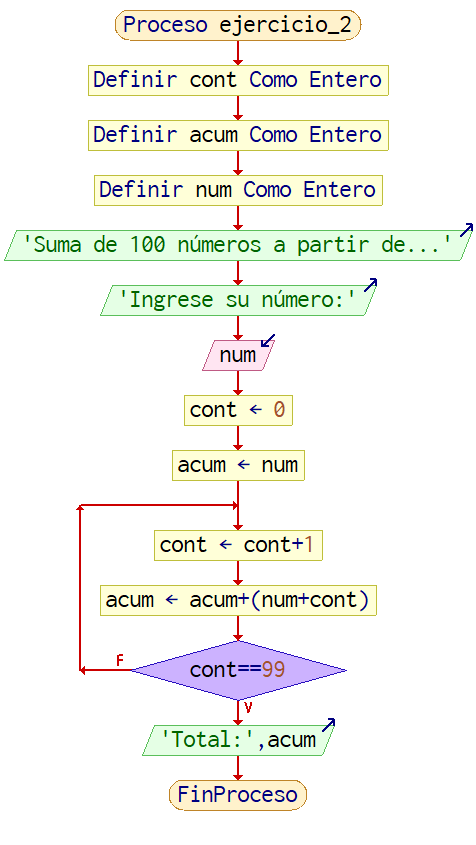 Proceso ejercicio_2
Definir cont Como Entero
Definir acum Como Entero
Definir num Como Entero
'Suma de 100 números a partir de...'
'Ingrese su número:'
num
cont ← 0
acum ← num
cont ← cont+1
acum ← acum+(num+cont)
cont==99
F
V
'Total:',acum
FinProceso